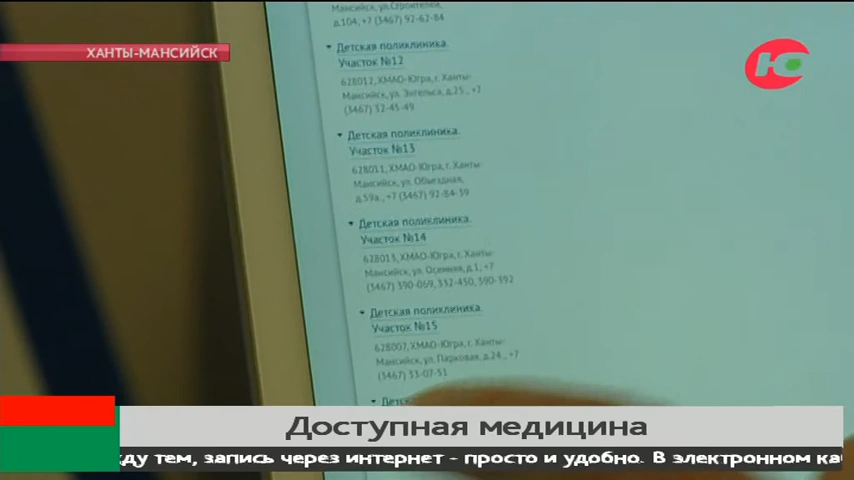 Мансийск, ул. Строителей,
д.104, +7 (3467) 92-62-84
Детская поликлиника.
Участок №12
628012, ХМАО-Югра, г. Ханты-
Мансийск, ул. Энгельса, д.25., +7
(3467) 32-45-49
Детская поликлиника.
Участок №13
628011, ХМАО-Югра, г. Ханты-
Мансийск, ул. Объездная,
д.59а., +7 (3467) 92-84-39
Детская поликлиника.
Участок №14
628013, ХМАО-Югра, г. Ханты-
Мансийск, ул. Осенняя, д.1, +7
(3467) 390-069, 332-450, 390-392
Детская поликлиника.
Участок №15
628007, ХМАО-Югра, г. Ханты-
Мансийск, ул. Парковая, д.24., +7
(3467) 33-07-51
ХАНТЫ-МАНСИЙСК
Ю
Доступная медицина
жду тем, запись через интернет - просто и удобно. В электронном каб